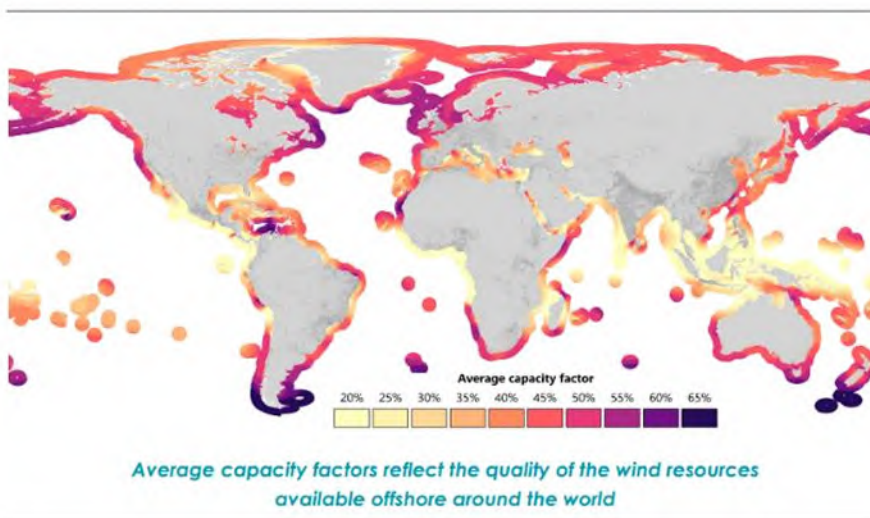 Average capacity factor
20% 25% 30% 35% 40% 45% 50% 55% 60% 65%
Average capacity factors reflect the quality of the wind resources
available offshore around the world